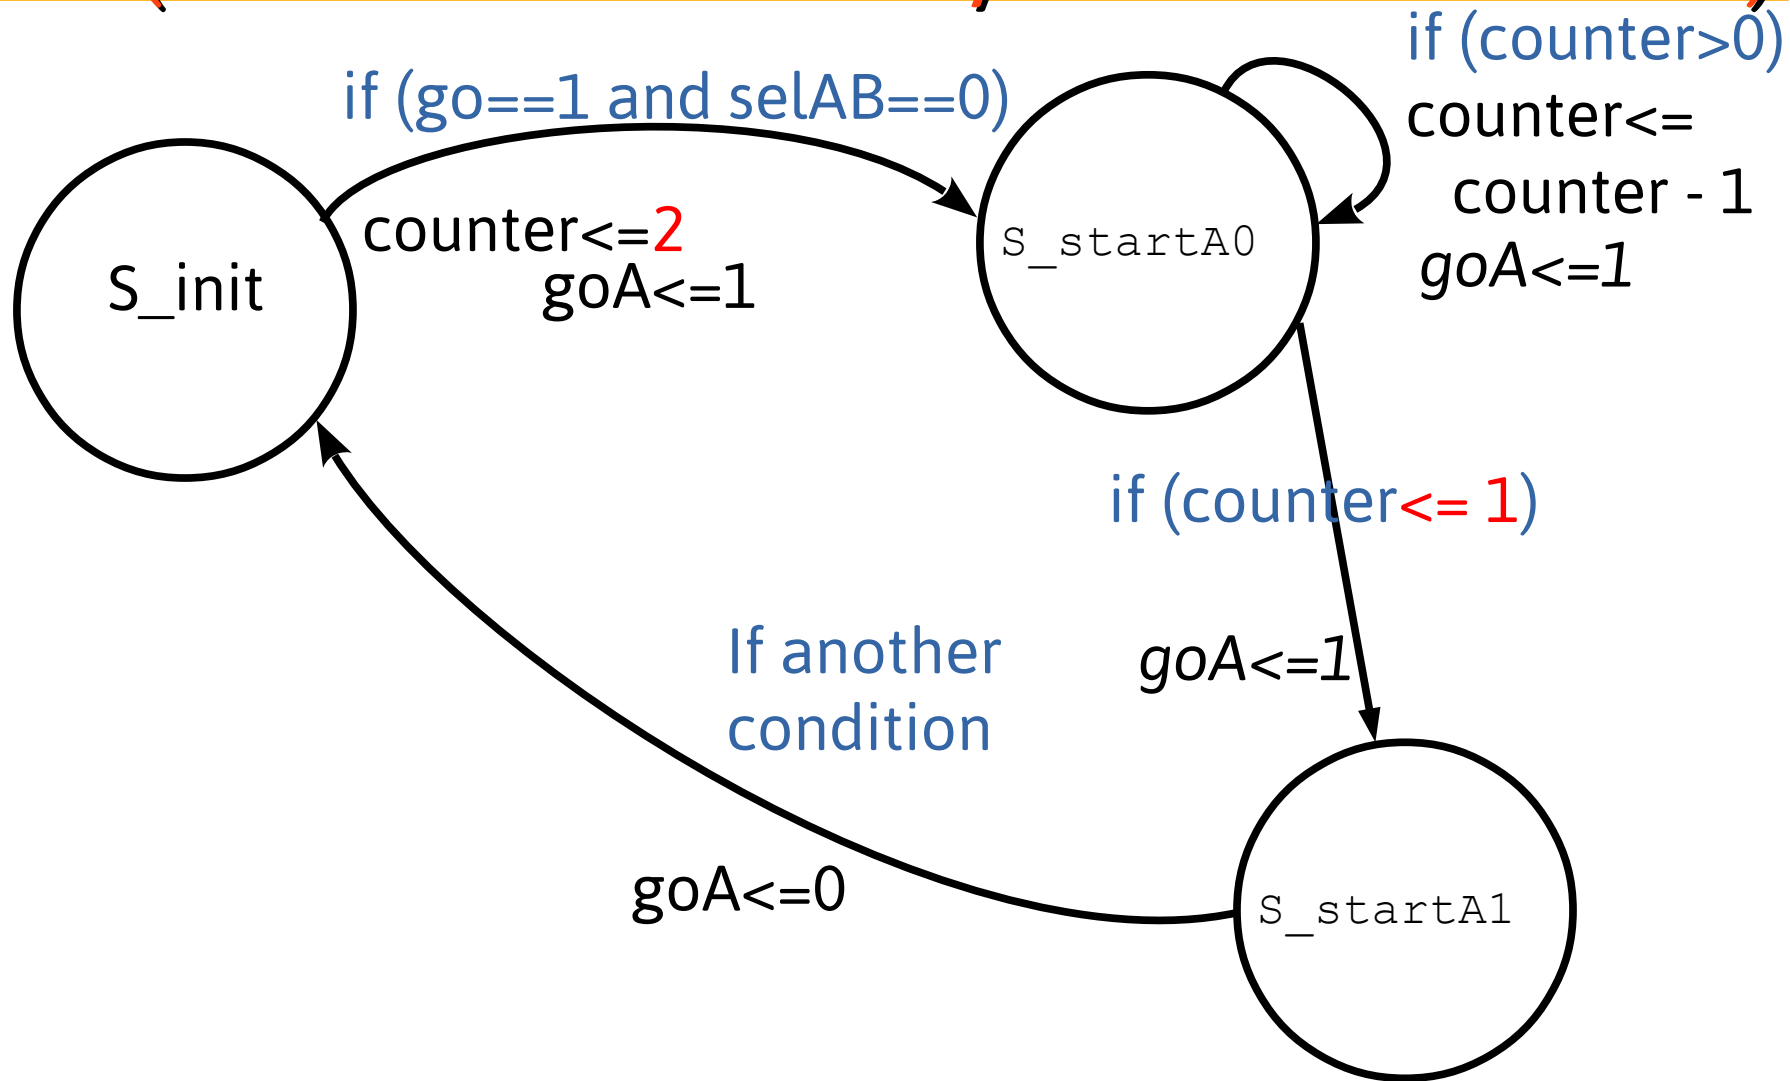 if (go==1 and selAB==0)
counter<=2
goA<=1
S_init
S_startA0
if (counter>0)
counter<=
counter - 1
goA<=1
if (counter<= 1)
goA<=1
If another
condition
goA<=0
S_startA1